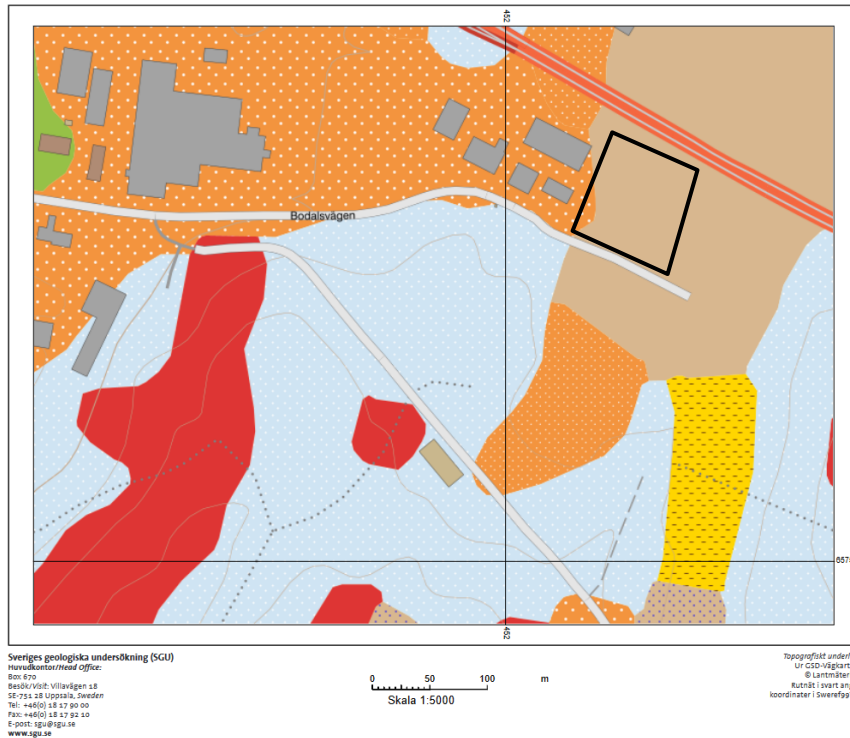 452
Bodalsvägen
6575
452
Sveriges geologiska undersökning (SGU)
Huvudkontor/Head Office:
Box 670
Besök/Visit: Villavägen 18
SE-751 28 Uppsala, Sweden
Tel: +46(0) 18 17 90 00
Fax: +46(0) 18 17 92 10
E-post: sgu@sgu.se
www.sgu.se
0 50 100 m
Skala 1:5000
Topografiskt underl
Ur GSD-Vägkart
© Lantmäter
Rutnät i svart ang
koordinater i Sweref99